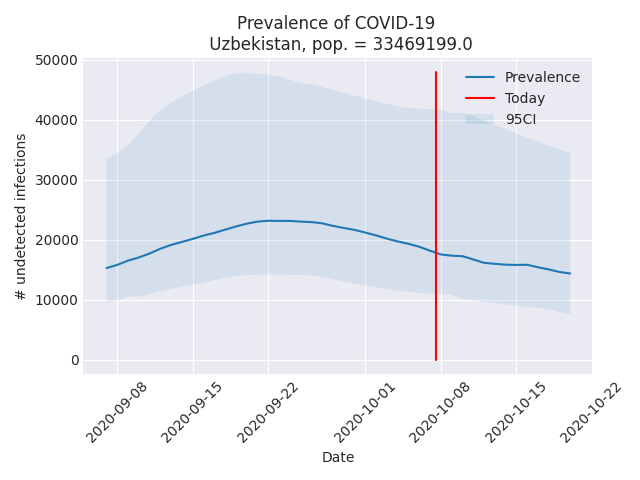 Prevalence of COVID-19
Uzbekistan, pop. = 33469199.0
50000
40000
30000
20000
10000
0
# undetected infections
Prevalence
Today
95CI
2020-09-08
2020-09-15
2020-09-22
2020-10-01
2020-10-08
2020-10-15
2020-10-22
Date